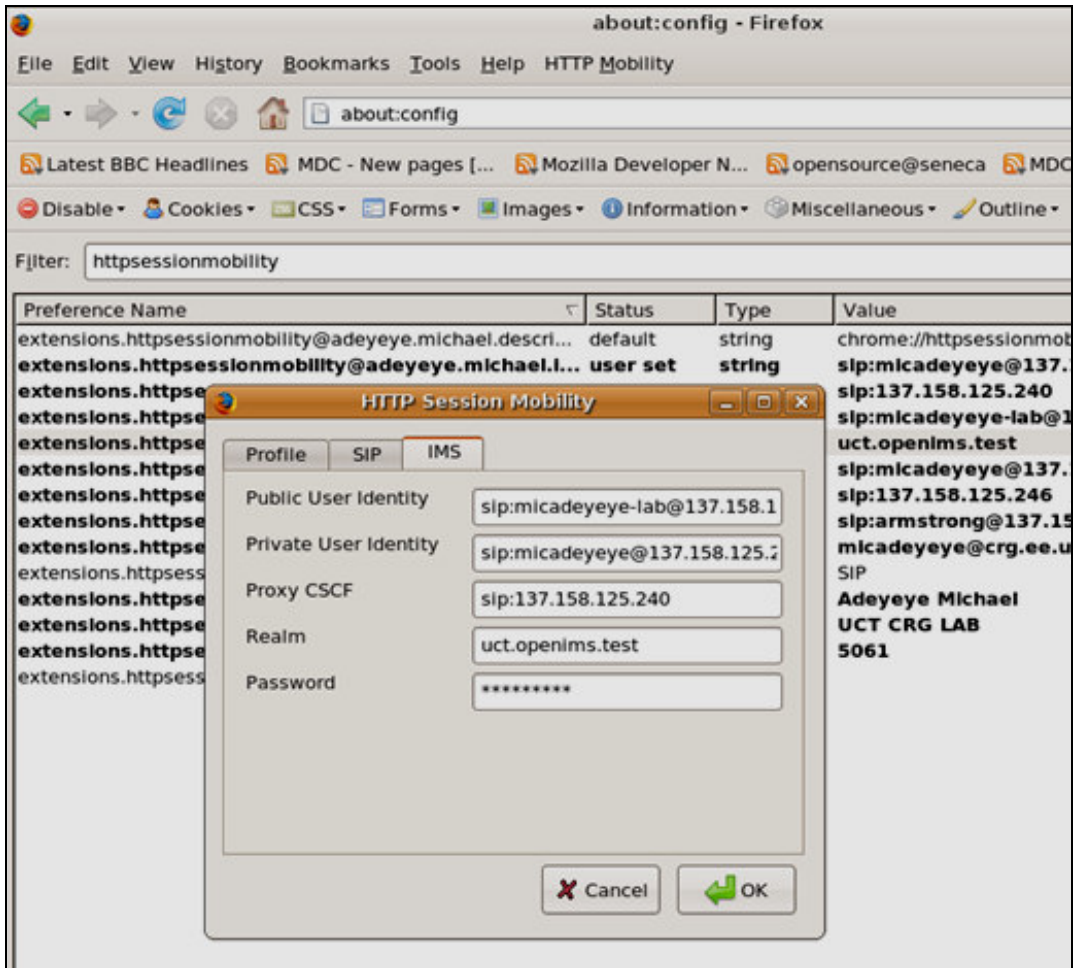 about:config - Firefox
File Edit View History Bookmarks Tools Help HTTP Mobility
about:config
Latest BBC Headlines MDC - New pages [... Mozilla Developer N... opensource@seneca MDC
Disable Cookies CSS Forms Images Information Miscellaneous Outline
Filter: httpsessionmobility
Preference Name Status Type Value
extensions.httpsessionmobility@adeyeye.michael.descri... default string chrome://httpsessionmob
extensions.httpsessionmobility@adeyeye.michael.i... user set string sip:micadeyeye@137.
extensions.httpse sip:137.158.125.240
extensions.httpse sip:micadeyeye-lab@1
extensions.httpse uct.openims.test
extensions.httpse sip:micadeyeye@137.
extensions.httpse sip:137.158.125.246
extensions.httpse sip:armstrong@137.15
extensions.httpse micadeyeye@crg.ee.u
extensions.httpsess SIP
extensions.httpse Adeyeye Michael
extensions.httpse UCT CRG LAB
extensions.httpse 5061
extensions.httpsess
HTTP Session Mobility
Profile SIP IMS
Public User Identity sip:micadeyeye-lab@137.158.1
Private User Identity sip:micadeyeye@137.158.125.2
Proxy CSCF sip:137.158.125.240
Realm uct.openims.test
Password *********
Cancel OK